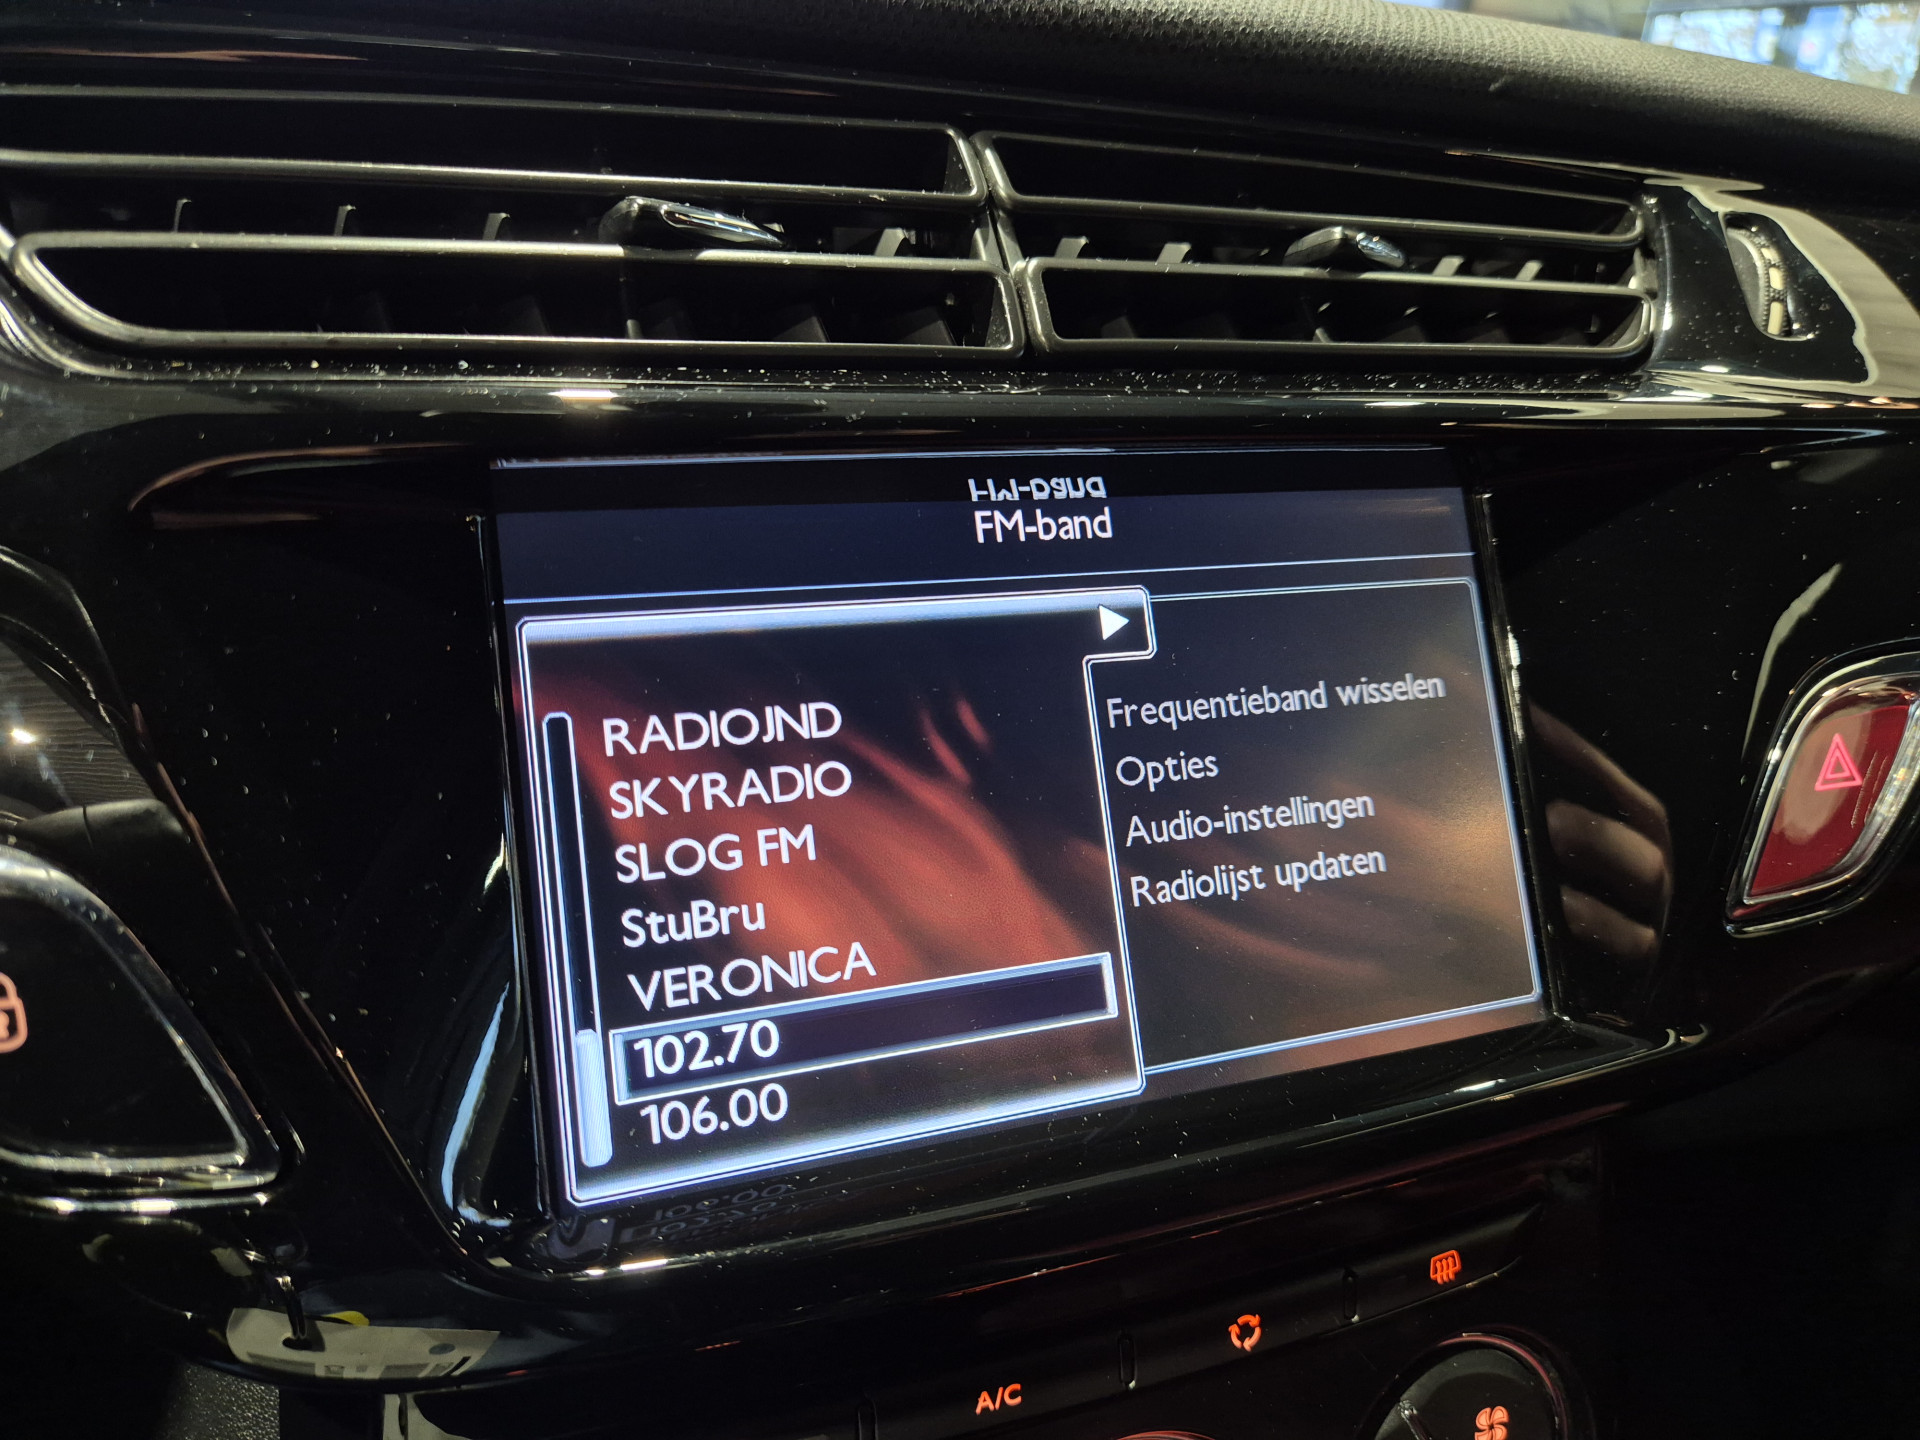 FM-band
RADIOJND
SKYRADIO
SLOG FM
StuBru
VERONICA
102.70
106.00
Frequentieband wisselen
Opties
Audio-instellingen
Radiolijst updaten
A/C